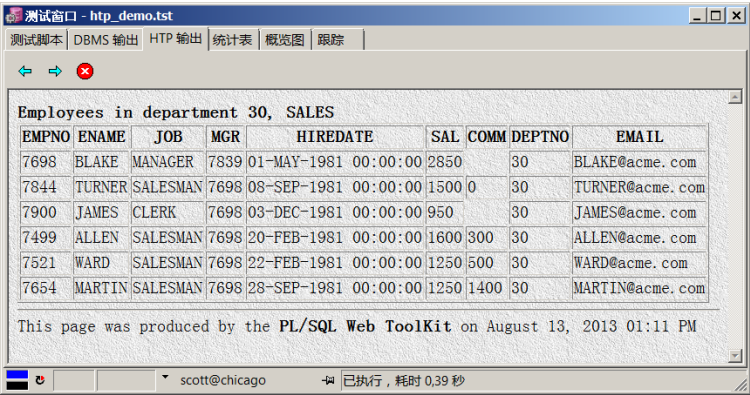 测试窗口 - htp_demo.tst
测试脚本 DBMS 输出 HTP 输出 统计表 概览图 跟踪
Employees in department 30, SALES
EMPNO ENAME JOB MGR HIREDATE SAL COMM DEPTNO EMAIL
7698 BLAKE MANAGER 7839 01-MAY-1981 00:00:00 2850 30 BLAKE@acme.com
7844 TURNER SALESMAN 7698 08-SEP-1981 00:00:00 1500 0 30 TURNER@acme.com
7900 JAMES CLERK 7698 03-DEC-1981 00:00:00 950 30 JAMES@acme.com
7499 ALLEN SALESMAN 7698 20-FEB-1981 00:00:00 1600 300 30 ALLEN@acme.com
7521 WARD SALESMAN 7698 22-FEB-1981 00:00:00 1250 500 30 WARD@acme.com
7654 MARTIN SALESMAN 7698 28-SEP-1981 00:00:00 1250 1400 30 MARTIN@acme.com
This page was produced by the PL/SQL Web ToolKit on August 13, 2013 01:11 PM
scott@chicago 已执行，耗时 0,39 秒